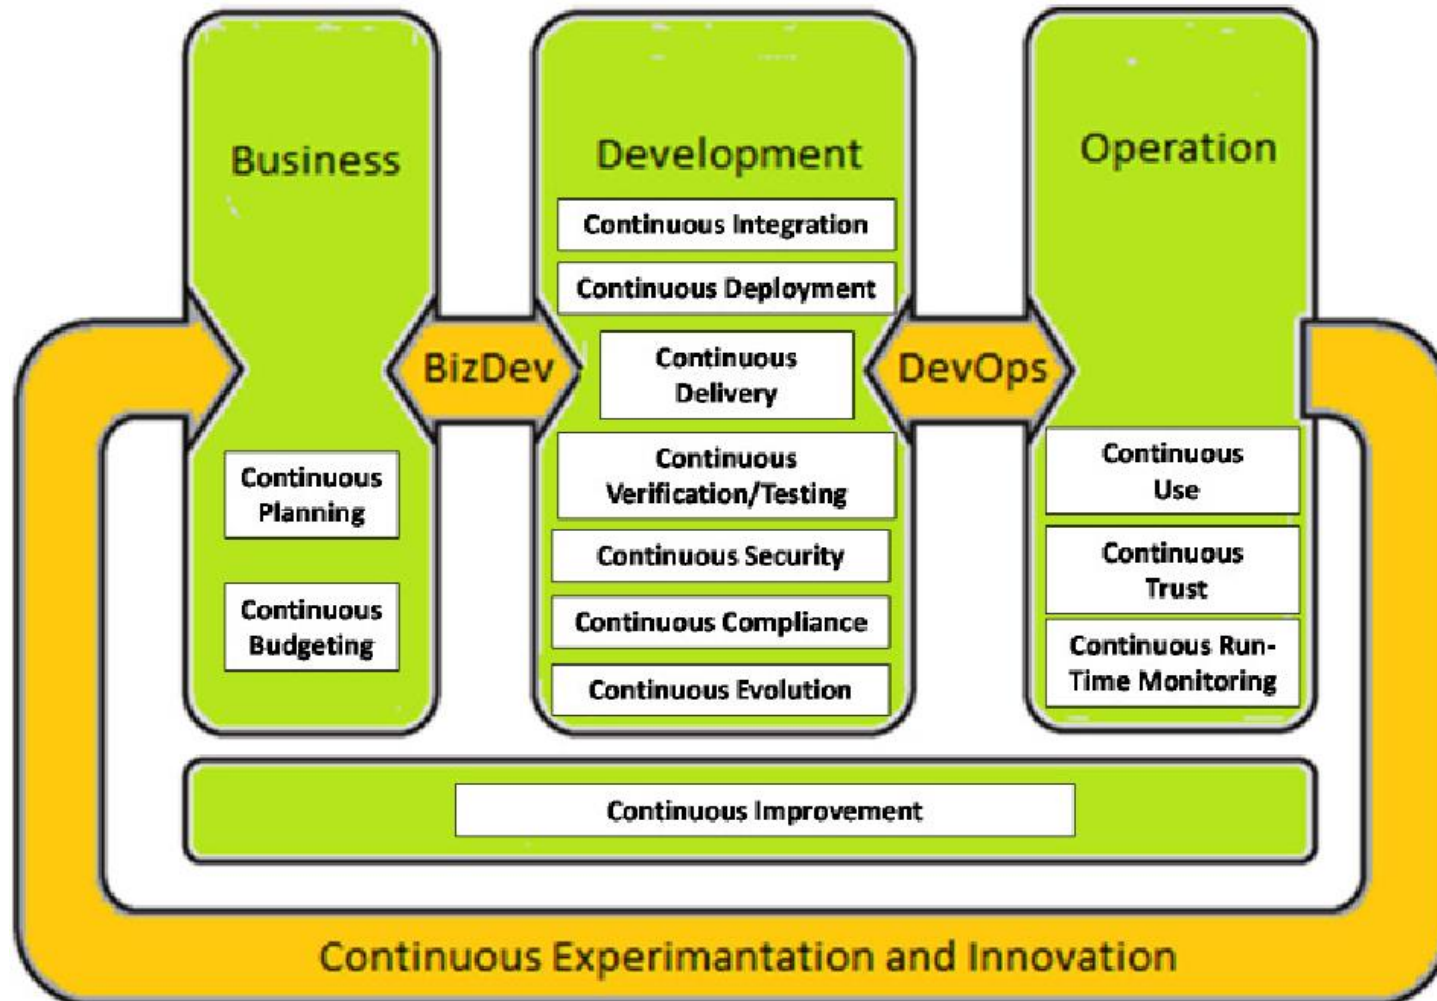 Business
Continuous
Planning
Continuous
Budgeting
BizDev
Development
Continuous Integration
Continuous Deployment
Continuous
Delivery
Continuous
Verification/Testing
Continuous Security
Continuous Compliance
Continuous Evolution
DevOps
Operation
Continuous
Use
Continuous
Trust
Continuous Run-
Time Monitoring
Continuous Improvement
Continuous Experimantation and Innovation